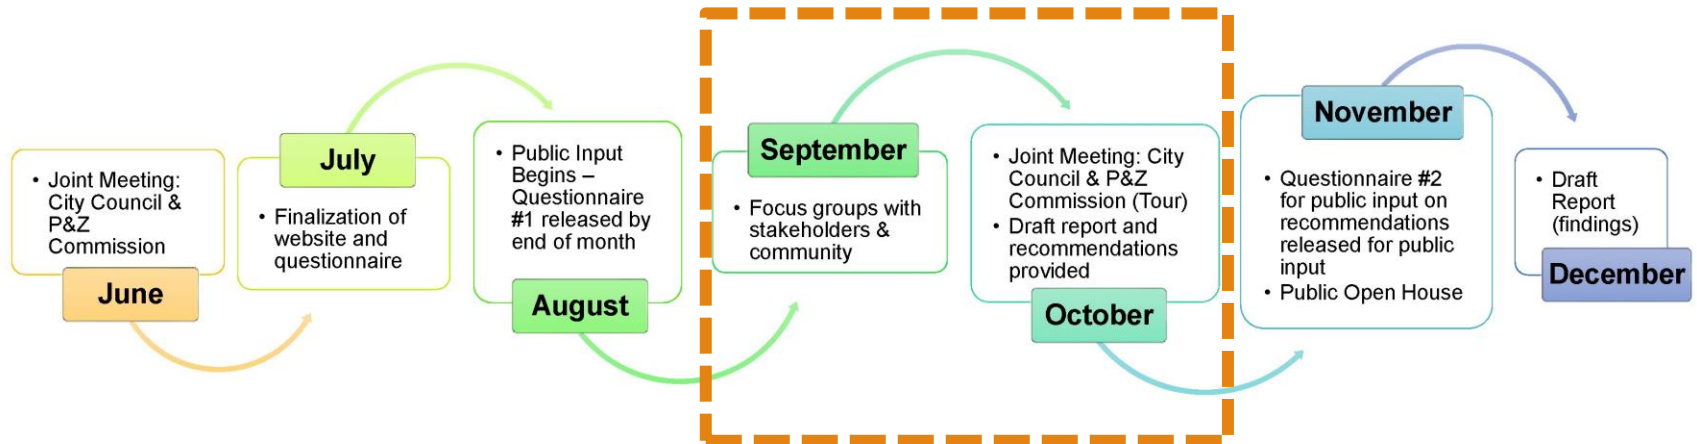 • Joint Meeting:
City Council &
P&Z
Commission
June
July
• Finalization of
website and
questionnaire
• Public Input
Begins –
Questionnaire
#1 released by
end of month
August
September
• Focus groups with
stakeholders &
community
• Joint Meeting: City
Council & P&Z
Commission (Tour)
• Draft report and
recommendations
provided
October
November
• Questionnaire #2
for public input on
recommendations
released for public
input
• Public Open House
• Draft
Report
(findings)
December